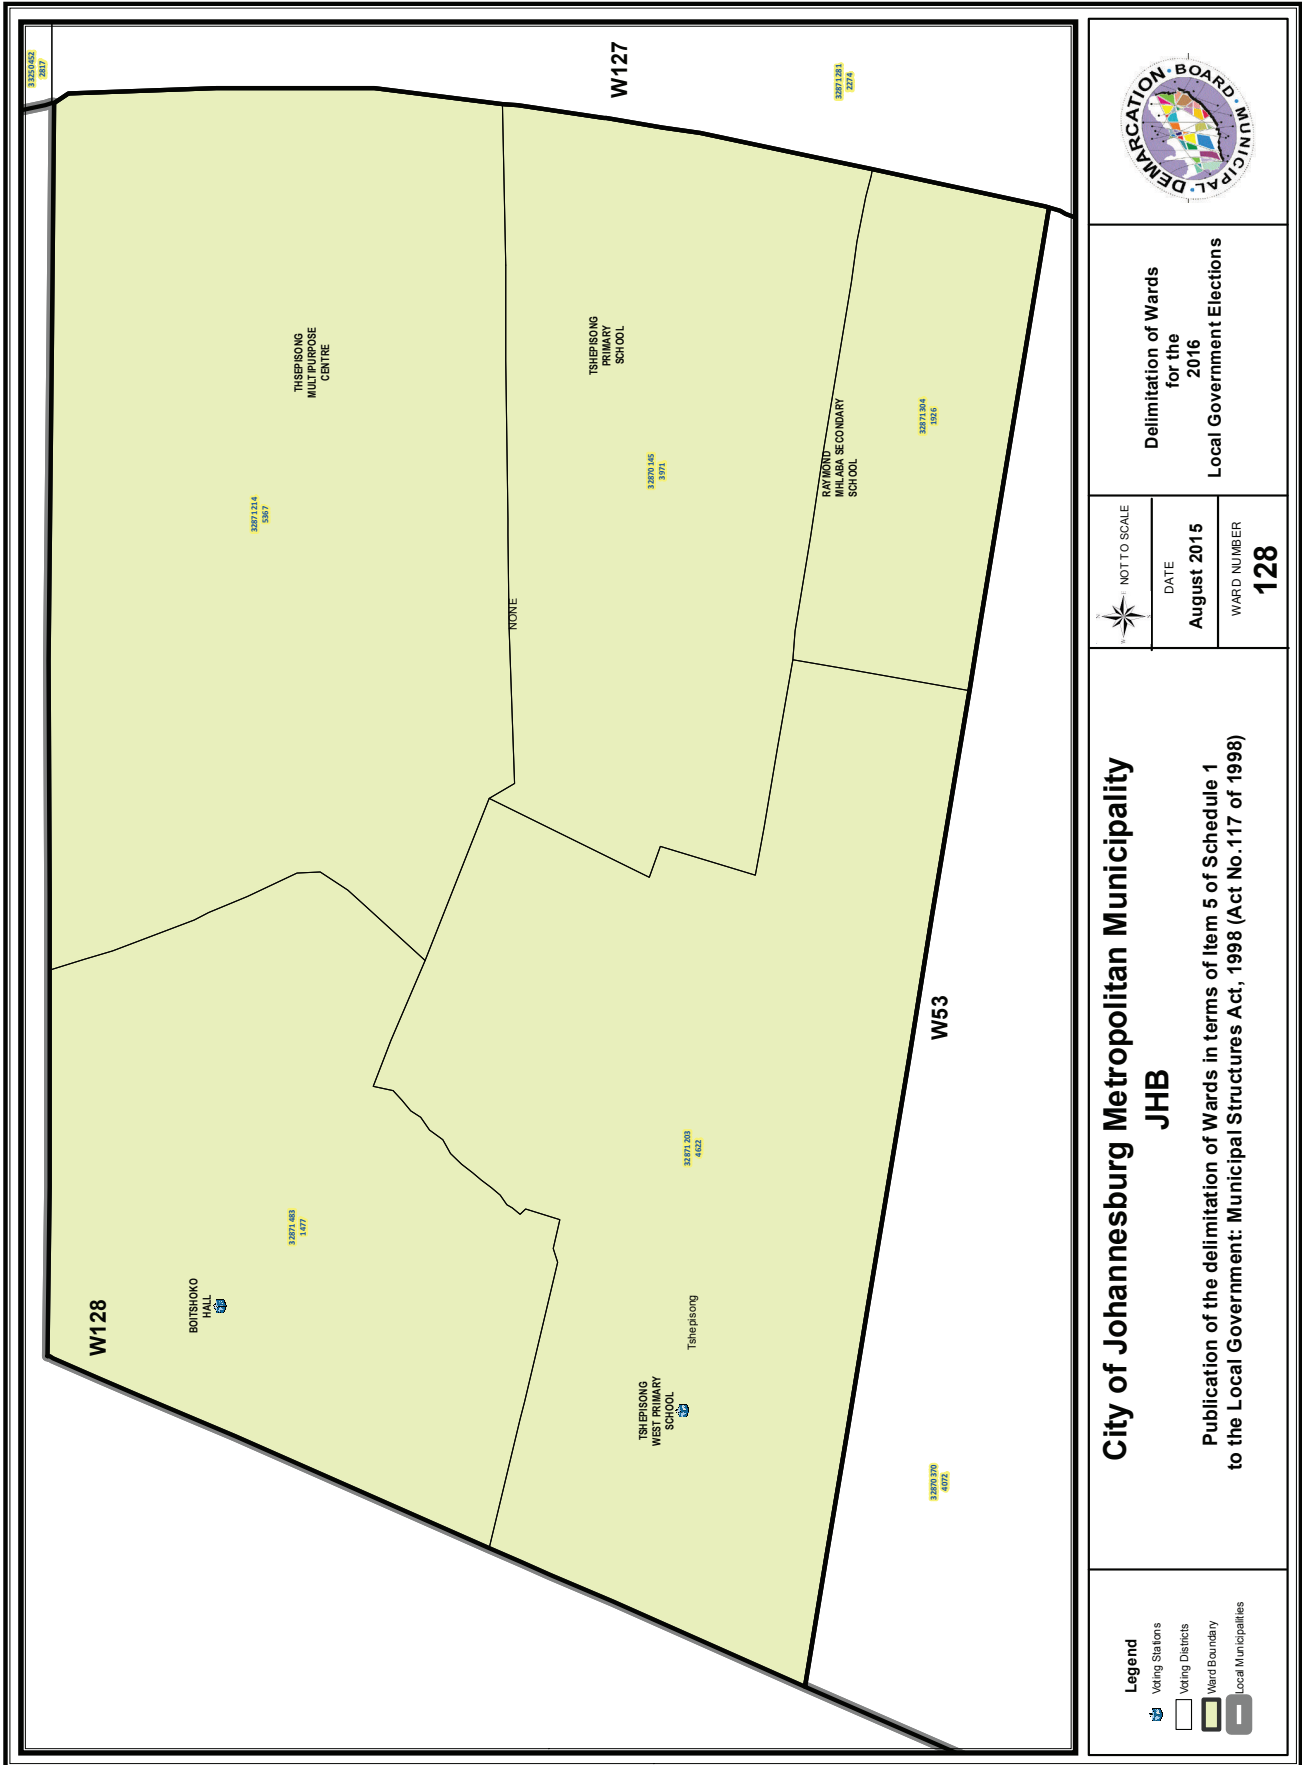 33250452
2817
W127
32871281
2274
THSEPISONG
MULTIPURPOSE
CENTRE
TSHEPISONG
PRIMARY
SCHOOL
32871214
5367
32870145
3971
RAYMOND
MHLABA SECONDARY
SCHOOL
32871304
1926
NONE
W53
32871203
4622
32871483
1477
W128
BOITSHOKO
HALL
Tshepisong
TSHEPISONG
WEST PRIMARY
SCHOOL
32870370
4072
Legend
Voting Stations
Voting Districts
Ward Boundary
Local Municipalities
City of Johannesburg Metropolitan Municipality
JHB
Publication of the delimitation of Wards in terms of Item 5 of Schedule 1
to the Local Government: Municipal Structures Act, 1998 (Act No.117 of 1998)
NOT TO SCALE
DATE
August 2015
WARD NUMBER
128
Delimitation of Wards
for the
2016
Local Government Elections
MUNICIPAL · DEMARCATION · BOARD ·